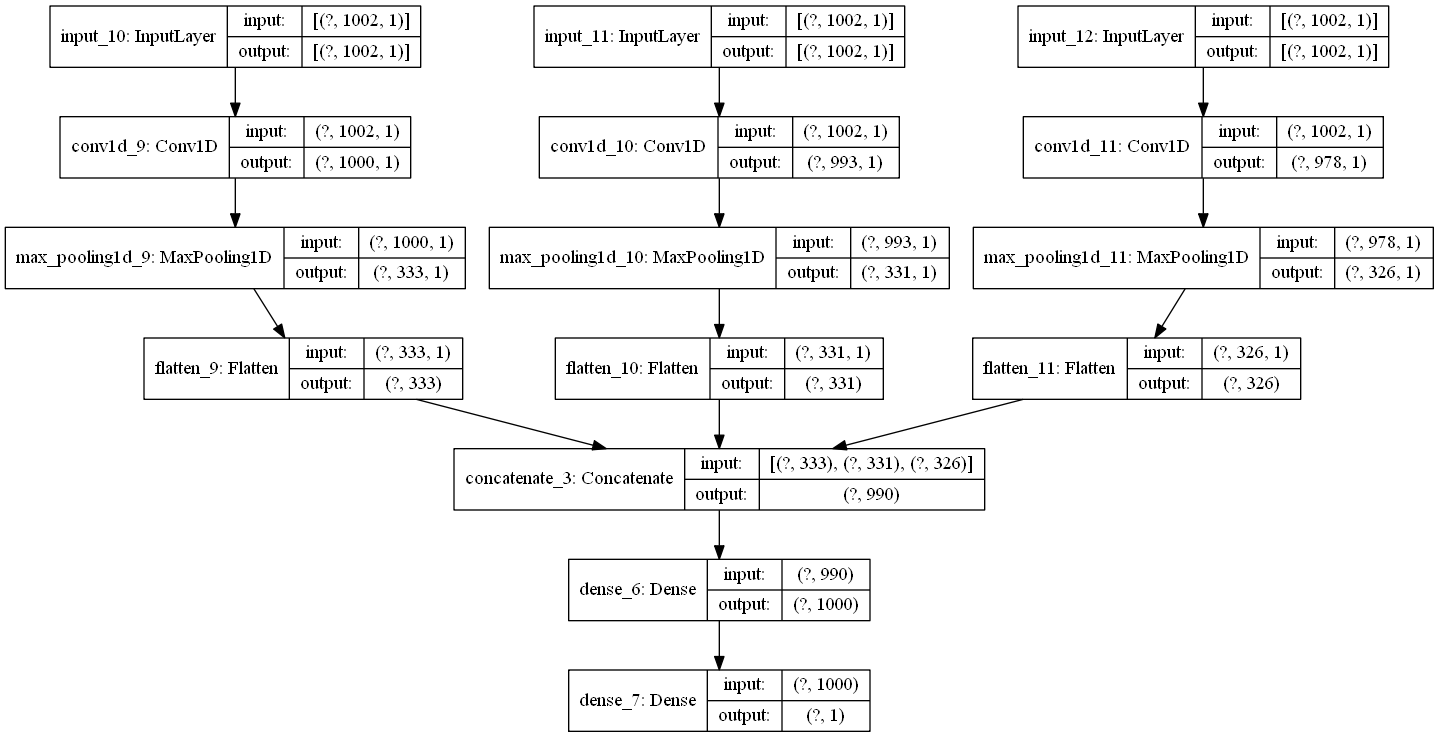 input_10: InputLayer input: [(?, 1002, 1)] output: [(?, 1002, 1)]
input_11: InputLayer input: [(?, 1002, 1)] output: [(?, 1002, 1)]
input_12: InputLayer input: [(?, 1002, 1)] output: [(?, 1002, 1)]
conv1d_9: Conv1D input: (?, 1002, 1) output: (?, 1000, 1)
conv1d_10: Conv1D input: (?, 1002, 1) output: (?, 993, 1)
conv1d_11: Conv1D input: (?, 1002, 1) output: (?, 978, 1)
max_pooling1d_9: MaxPooling1D input: (?, 1000, 1) output: (?, 333, 1)
max_pooling1d_10: MaxPooling1D input: (?, 993, 1) output: (?, 331, 1)
max_pooling1d_11: MaxPooling1D input: (?, 978, 1) output: (?, 326, 1)
flatten_9: Flatten input: (?, 333, 1) output: (?, 333)
flatten_10: Flatten input: (?, 331, 1) output: (?, 331)
flatten_11: Flatten input: (?, 326, 1) output: (?, 326)
concatenate_3: Concatenate input: [(?, 333), (?, 331), (?, 326)] output: (?, 990)
dense_6: Dense input: (?, 990) output: (?, 1000)
dense_7: Dense input: (?, 1000) output: (?, 1)